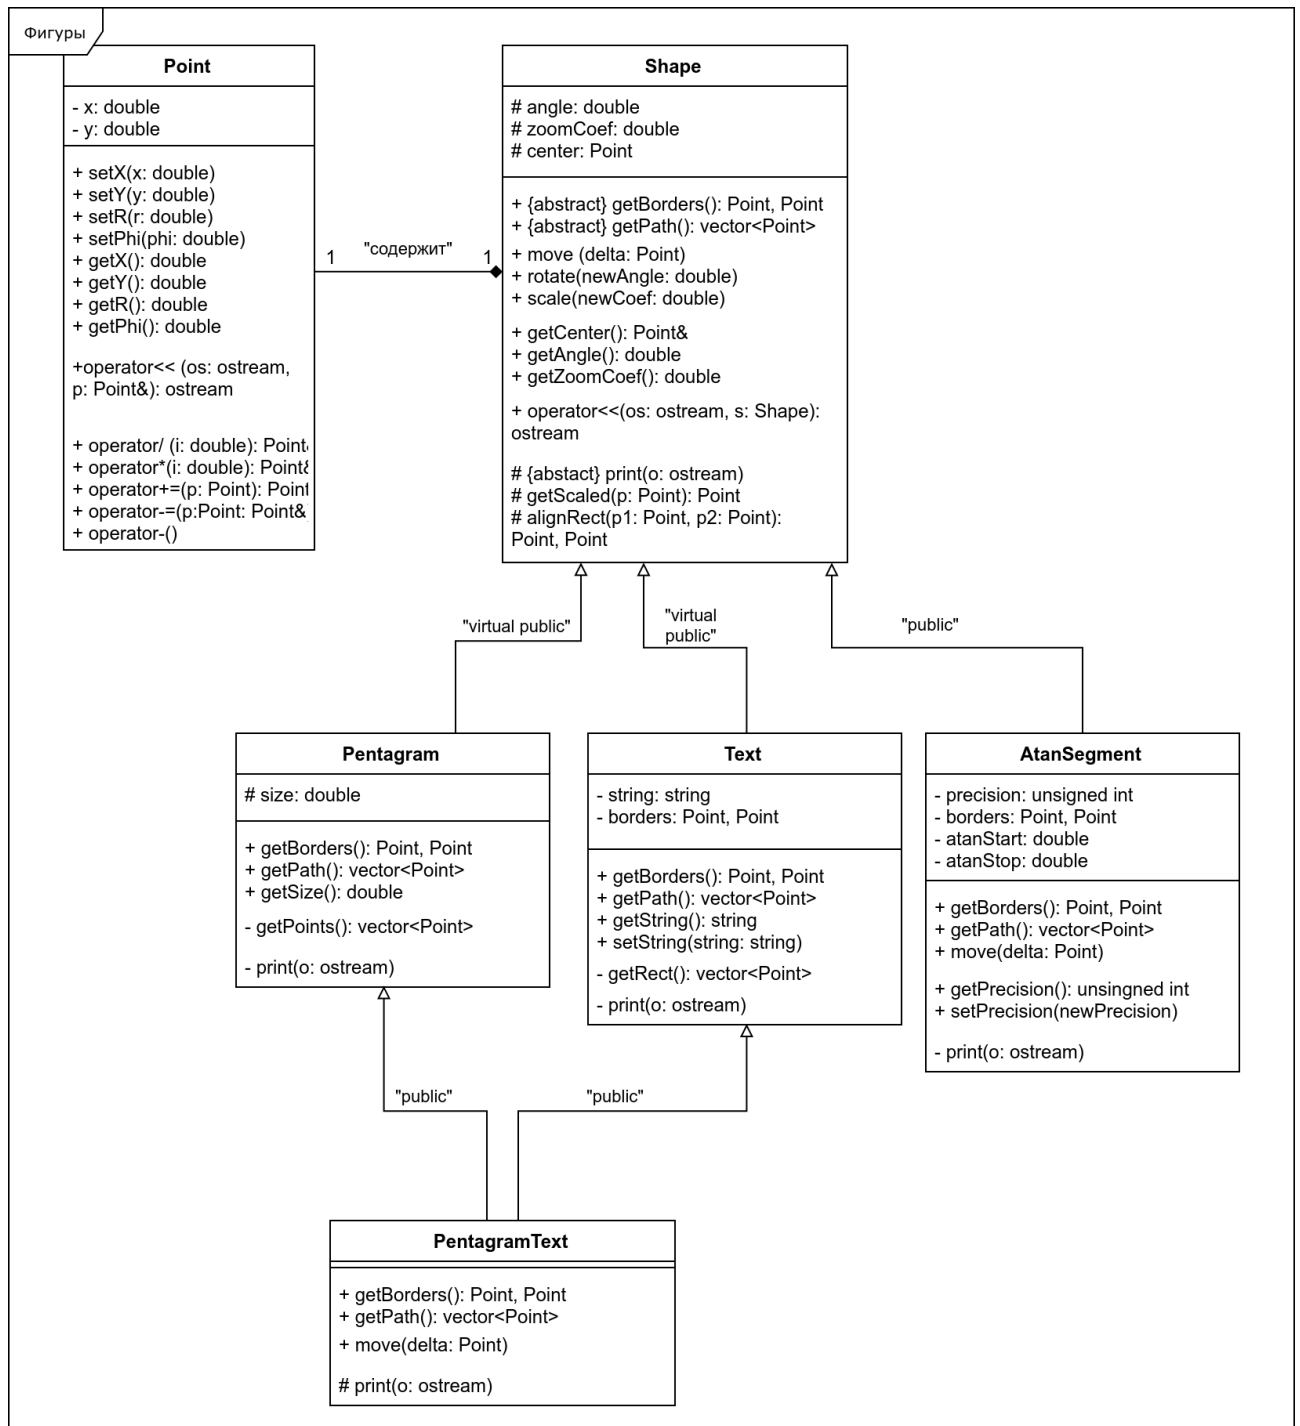 Фигуры
Point
- x: double
- y: double
+ setX(x: double)
+ setY(y: double)
+ setR(r: double)
+ setPhi(phi: double)
+ getX(): double
+ getY(): double
+ getR(): double
+ getPhi(): double
+operator<< (os: ostream,
p: Point&): ostream
+ operator/ (i: double): Point
+ operator*(i: double): Point&
+ operator+=(p: Point): Point
+ operator-=(p:Point: Point&
+ operator-()
1
"содержит"
1
Shape
# angle: double
# zoomCoef: double
# center: Point
+ {abstract} getBorders(): Point, Point
+ {abstract} getPath(): vector<Point>
+ move (delta: Point)
+ rotate(newAngle: double)
+ scale(newCoef: double)
+ getCenter(): Point&
+ getAngle(): double
+ getZoomCoef(): double
+ operator<<(os: ostream, s: Shape):
ostream
# {abstact} print(o: ostream)
# getScaled(p: Point): Point
# alignRect(p1: Point, p2: Point):
Point, Point
"virtual public"
"virtual
public"
"public"
Pentagram
# size: double
+ getBorders(): Point, Point
+ getPath(): vector<Point>
+ getSize(): double
- getPoints(): vector<Point>
- print(o: ostream)
Text
- string: string
- borders: Point, Point
+ getBorders(): Point, Point
+ getPath(): vector<Point>
+ getString(): string
+ setString(string: string)
- getRect(): vector<Point>
- print(o: ostream)
AtanSegment
- precision: unsigned int
- borders: Point, Point
- atanStart: double
- atanStop: double
+ getBorders(): Point, Point
+ getPath(): vector<Point>
+ move(delta: Point)
+ getPrecision(): unsingned int
+ setPrecision(newPrecision)
- print(o: ostream)
"public"
"public"
PentagramText
+ getBorders(): Point, Point
+ getPath(): vector<Point>
+ move(delta: Point)
# print(o: ostream)